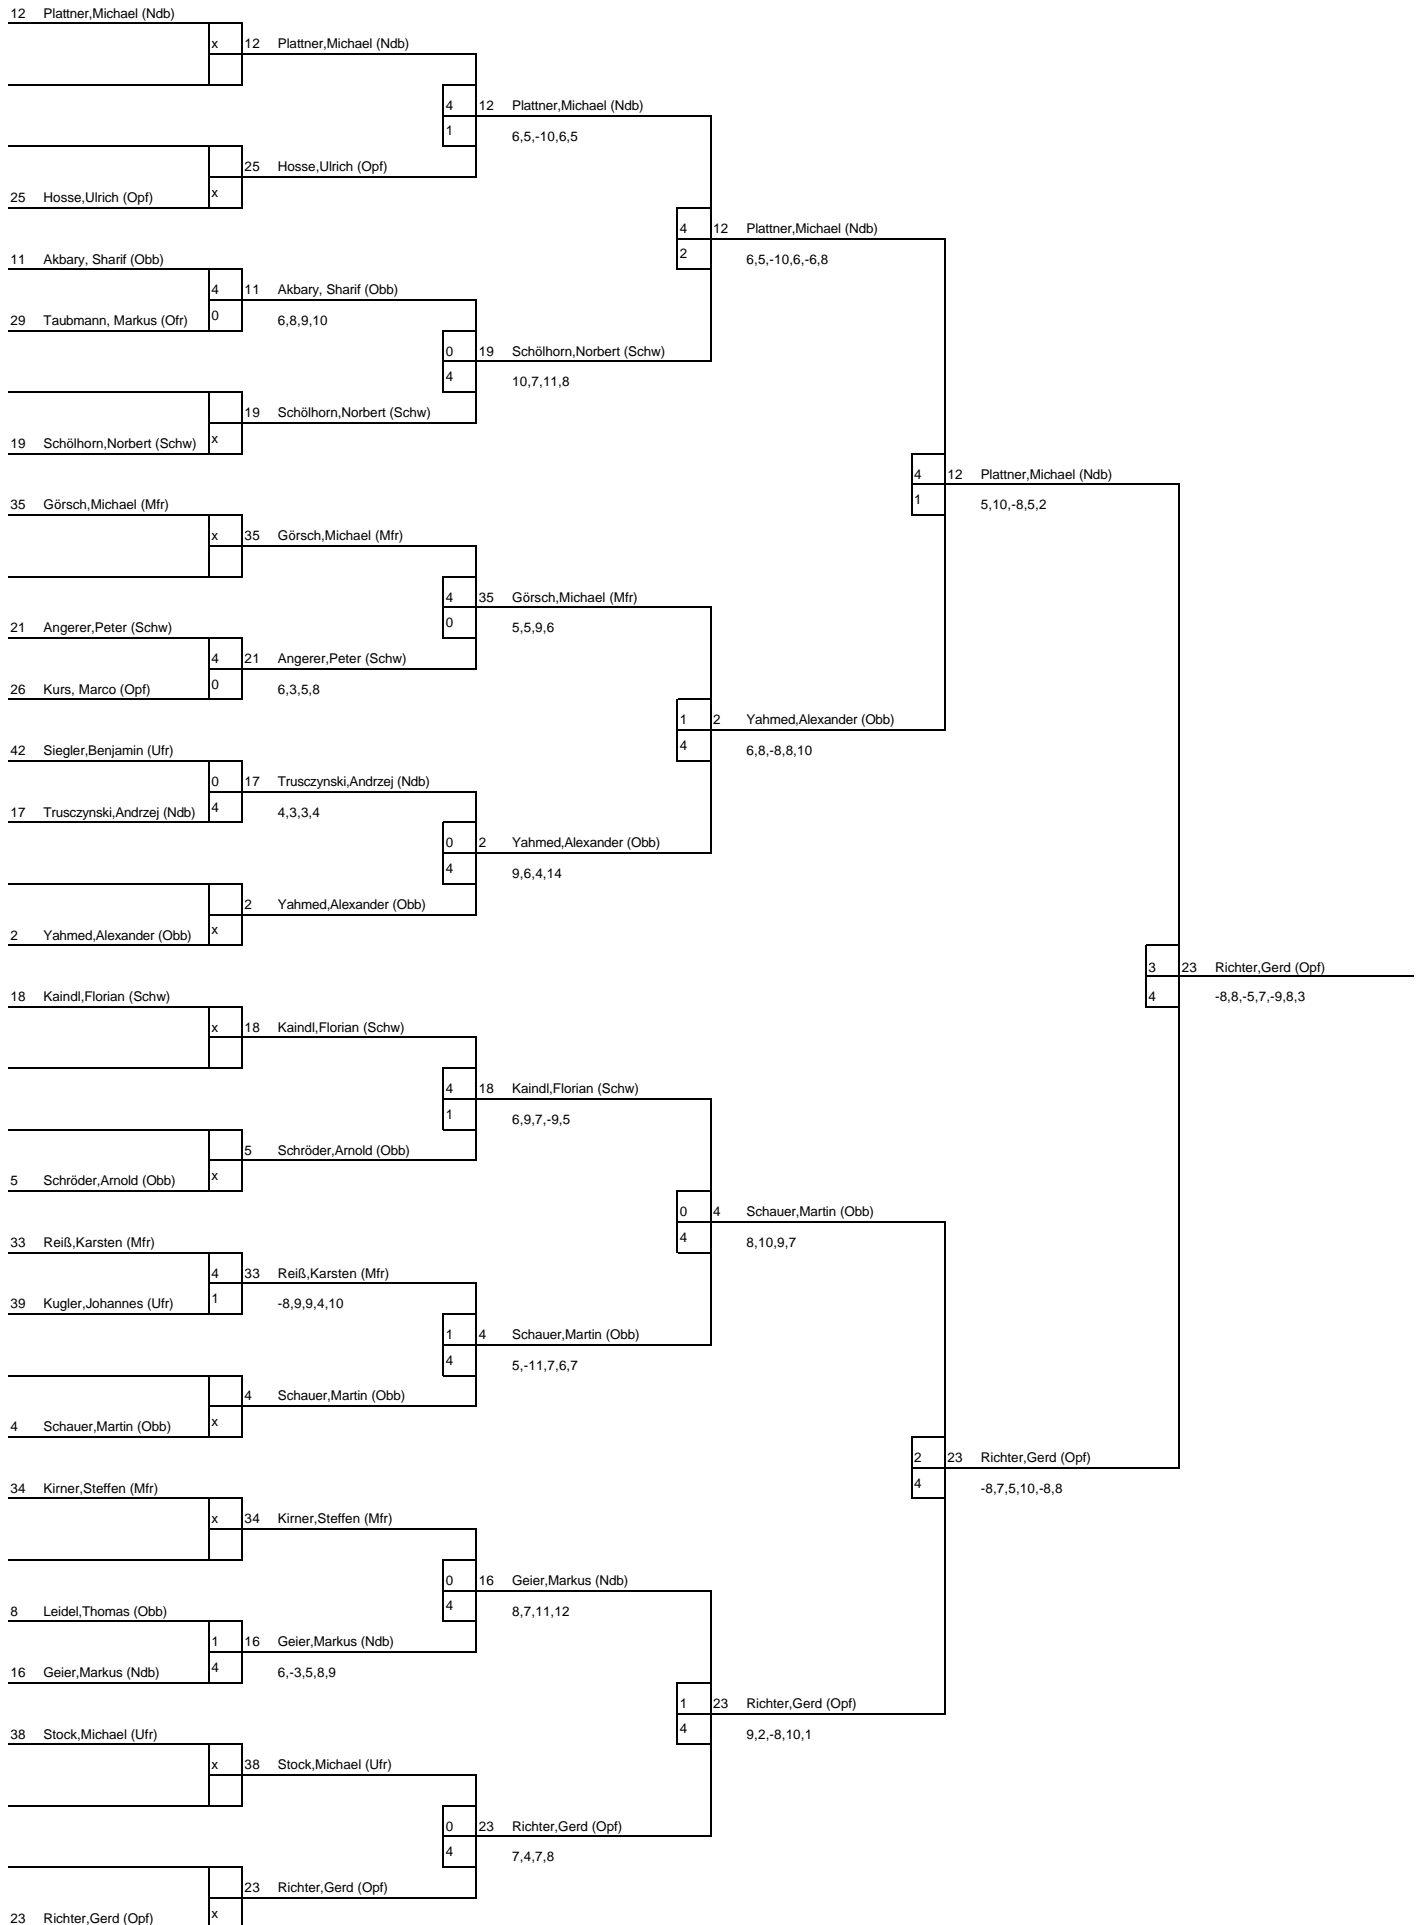 12 Plattner,Michael (Ndb)
x 12 Plattner,Michael (Ndb)
4 12 Plattner,Michael (Ndb)
1 6,5,-10,6,5
25 Hosse,Ulrich (Opf)
25 Hosse,Ulrich (Opf) x
4 12 Plattner,Michael (Ndb)
2 6,5,-10,6,-6,8
11 Akbary, Sharif (Obb)
4 11 Akbary, Sharif (Obb)
29 Taubmann, Markus (Ofr) 0 6,8,9,10
0 19 Schölhorn,Norbert (Schw)
4 10,7,11,8
19 Schölhorn,Norbert (Schw)
19 Schölhorn,Norbert (Schw) x
4 12 Plattner,Michael (Ndb)
1 5,10,-8,5,2
35 Görsch,Michael (Mfr)
x 35 Görsch,Michael (Mfr)
4 35 Görsch,Michael (Mfr)
0 5,5,9,6
21 Angerer,Peter (Schw)
4 21 Angerer,Peter (Schw)
26 Kurs, Marco (Opf) 0 6,3,5,8
1 2 Yahmed,Alexander (Obb)
4 6,8,-8,8,10
42 Siegler,Benjamin (Ufr)
0 17 Trusczynski,Andrzej (Ndb)
17 Trusczynski,Andrzej (Ndb) 4 4,3,3,4
0 2 Yahmed,Alexander (Obb)
4 9,6,4,14
2 Yahmed,Alexander (Obb)
2 Yahmed,Alexander (Obb) x
3 23 Richter,Gerd (Opf)
4 -8,8,-5,7,-9,8,3
18 Kaindl,Florian (Schw)
x 18 Kaindl,Florian (Schw)
4 18 Kaindl,Florian (Schw)
1 6,9,7,-9,5
5 Schröder,Arnold (Obb)
5 Schröder,Arnold (Obb) x
0 4 Schauer,Martin (Obb)
4 8,10,9,7
33 Reiß,Karsten (Mfr)
4 33 Reiß,Karsten (Mfr)
39 Kugler,Johannes (Ufr) 1 -8,9,9,4,10
1 4 Schauer,Martin (Obb)
4 5,-11,7,6,7
4 Schauer,Martin (Obb)
4 Schauer,Martin (Obb) x
2 23 Richter,Gerd (Opf)
4 -8,7,5,10,-8,8
34 Kirner,Steffen (Mfr)
x 34 Kirner,Steffen (Mfr)
0 16 Geier,Markus (Ndb)
4 8,7,11,12
8 Leidel,Thomas (Obb)
1 16 Geier,Markus (Ndb)
16 Geier,Markus (Ndb) 4 6,-3,5,8,9
1 23 Richter,Gerd (Opf)
4 9,2,-8,10,1
38 Stock,Michael (Ufr)
x 38 Stock,Michael (Ufr)
0 23 Richter,Gerd (Opf)
4 7,4,7,8
23 Richter,Gerd (Opf)
23 Richter,Gerd (Opf) x